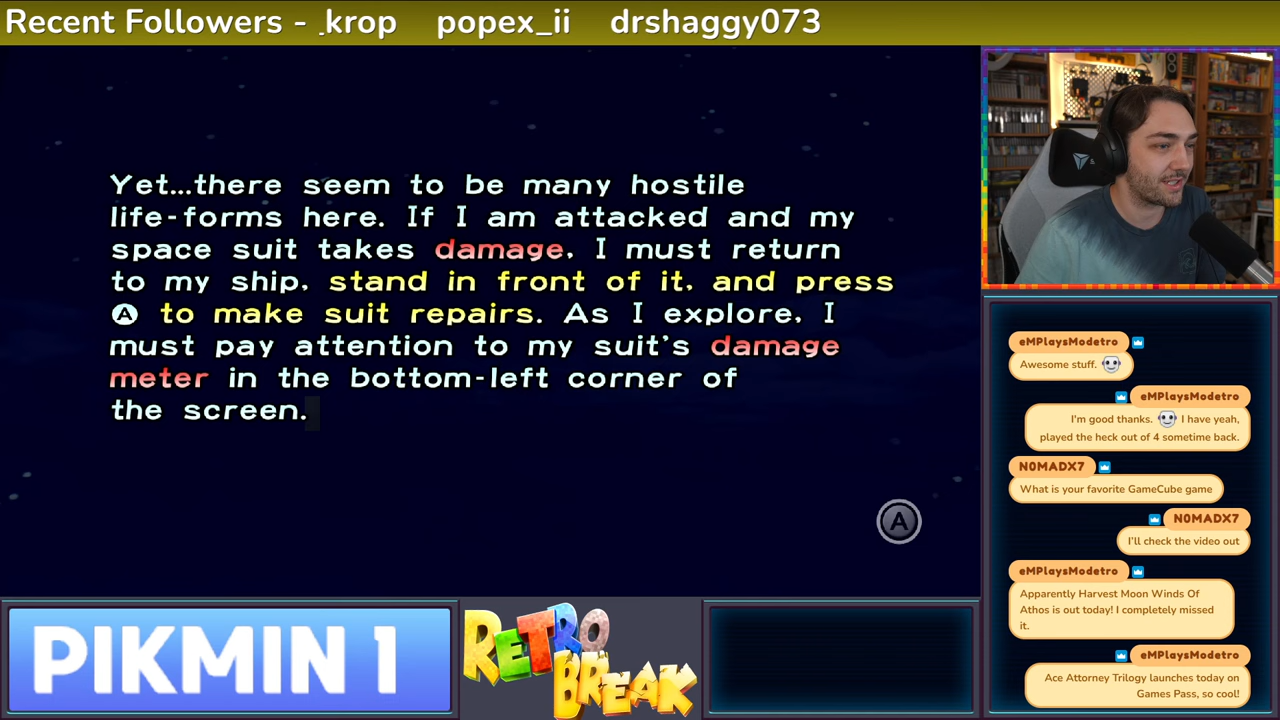 Recent Followers - _krop popex_ii drshaggy073
Yet...there seem to be many hostile
life-forms here. If I am attacked and my
space suit takes damage, I must return
to my ship, stand in front of it, and press
A to make suit repairs. As I explore, I
must pay attention to my suit's damage
meter in the bottom-left corner of
the screen.
A
eMPlaysModetro
Awesome stuff.
eMPlaysModetro
I'm good thanks. I have yeah,
played the heck out of 4 sometime back.
N0MADX7
What is your favorite GameCube game
N0MADX7
I'll check the video out
eMPlaysModetro
Apparently Harvest Moon Winds Of
Athos is out today! I completely missed
it.
eMPlaysModetro
Ace Attorney Trilogy launches today on
Games Pass, so cool!
PIKMIN 1
RETRO
BREAK